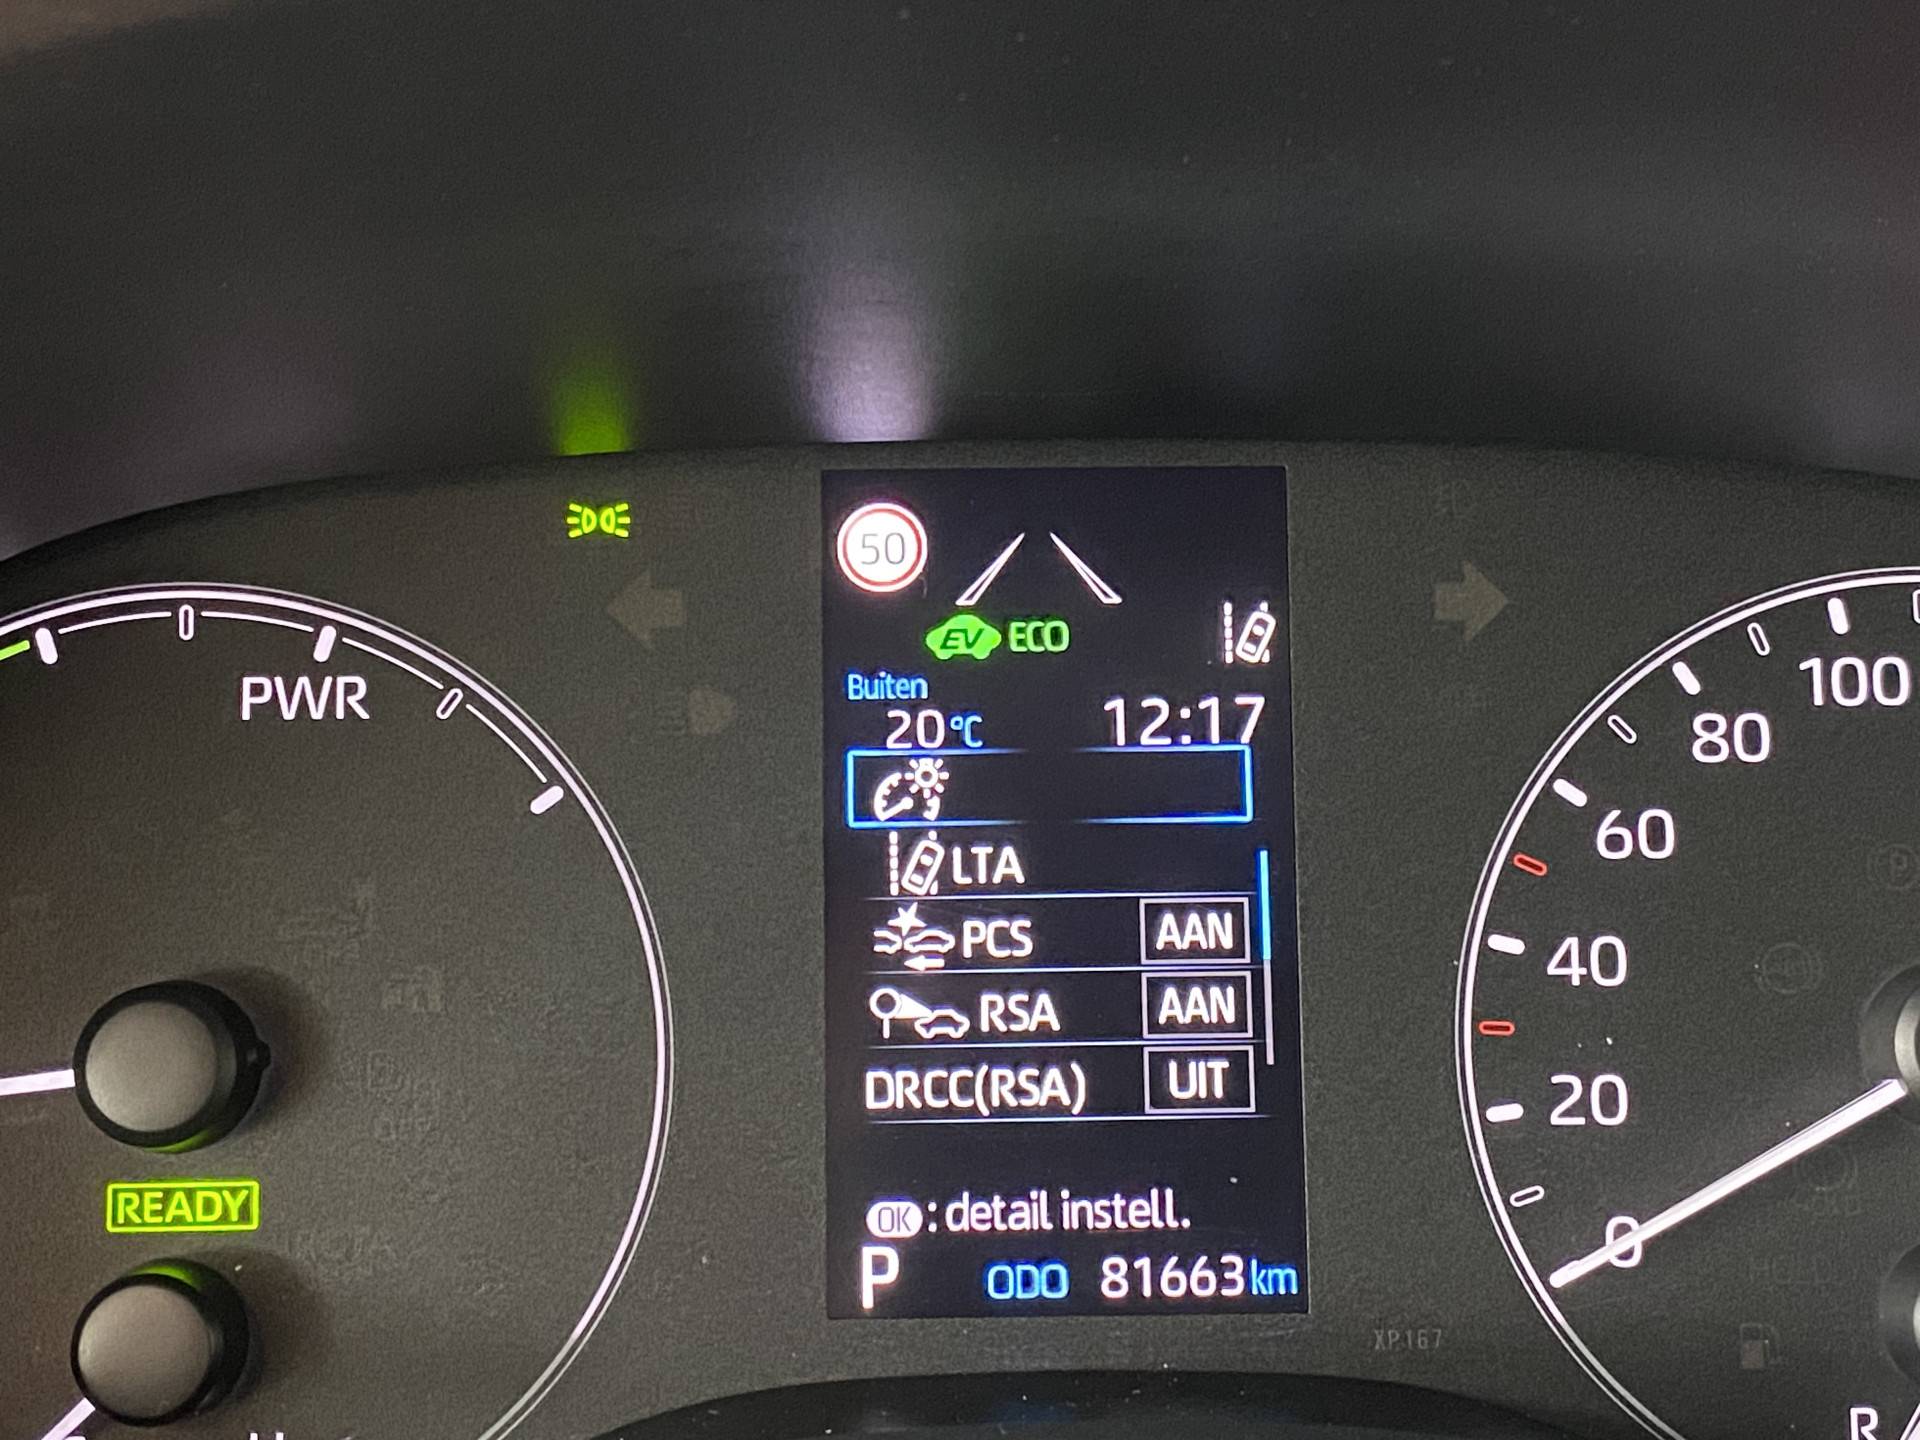 50
EV ECO
Buiten
20°C 12:17
LTA
PCS AAN
RSA AAN
DRCC(RSA) UIT
OK : detail instell.
P ODO 81663 km
PWR
READY
100
80
60
40
20
0
XP167
R